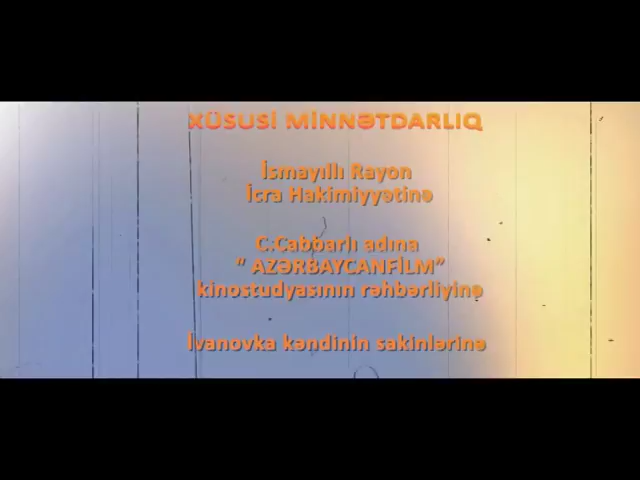 XÜSUSİ MİNNƏTDARLIQ
İsmayıllı Rayon
İcra Hakimiyyətinə
C.Cabbarlı adına
" AZƏRBAYCANFİLM"
kinostudyasının rəhbərliyinə
İvanovka kəndinin sakinlərinə